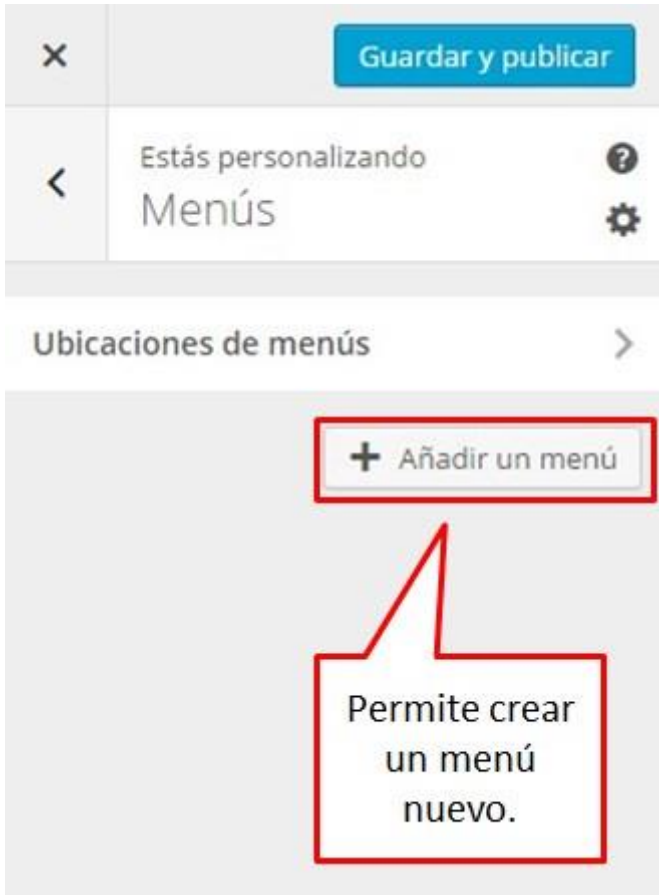 Guardar y publicar
Estás personalizando
Menús
Ubicaciones de menús
Añadir un menú
Permite crear
un menú
nuevo.